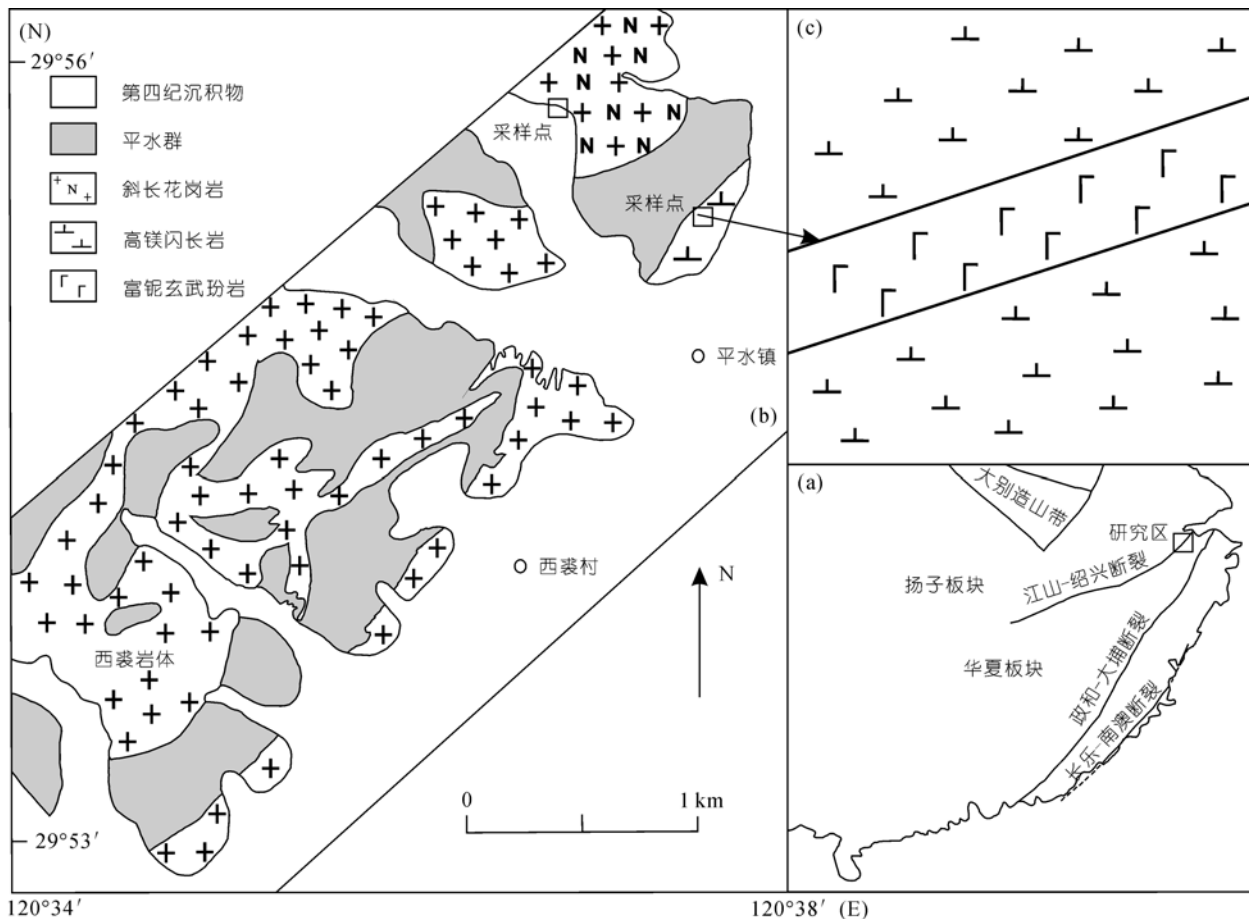 (N)
29°56′
第四纪沉积物
平水群
斜长花岗岩
高镁闪长岩
富铌玄武玢岩
采样点
采样点
平水镇
(b)
西裘村
N
西裘岩体
0
1 km
29°53′
120°34′
120°38′ (E)
(c)
(a)
大别造山带
研究区
扬子板块
江山-绍兴断裂
华夏板块
政和-大埔断裂
长乐-南澳断裂